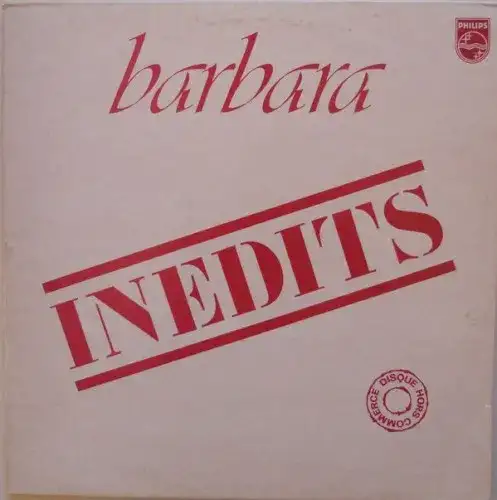 barbara
PHILIPS
INEDITS
DISQUE HORS COMMERCE